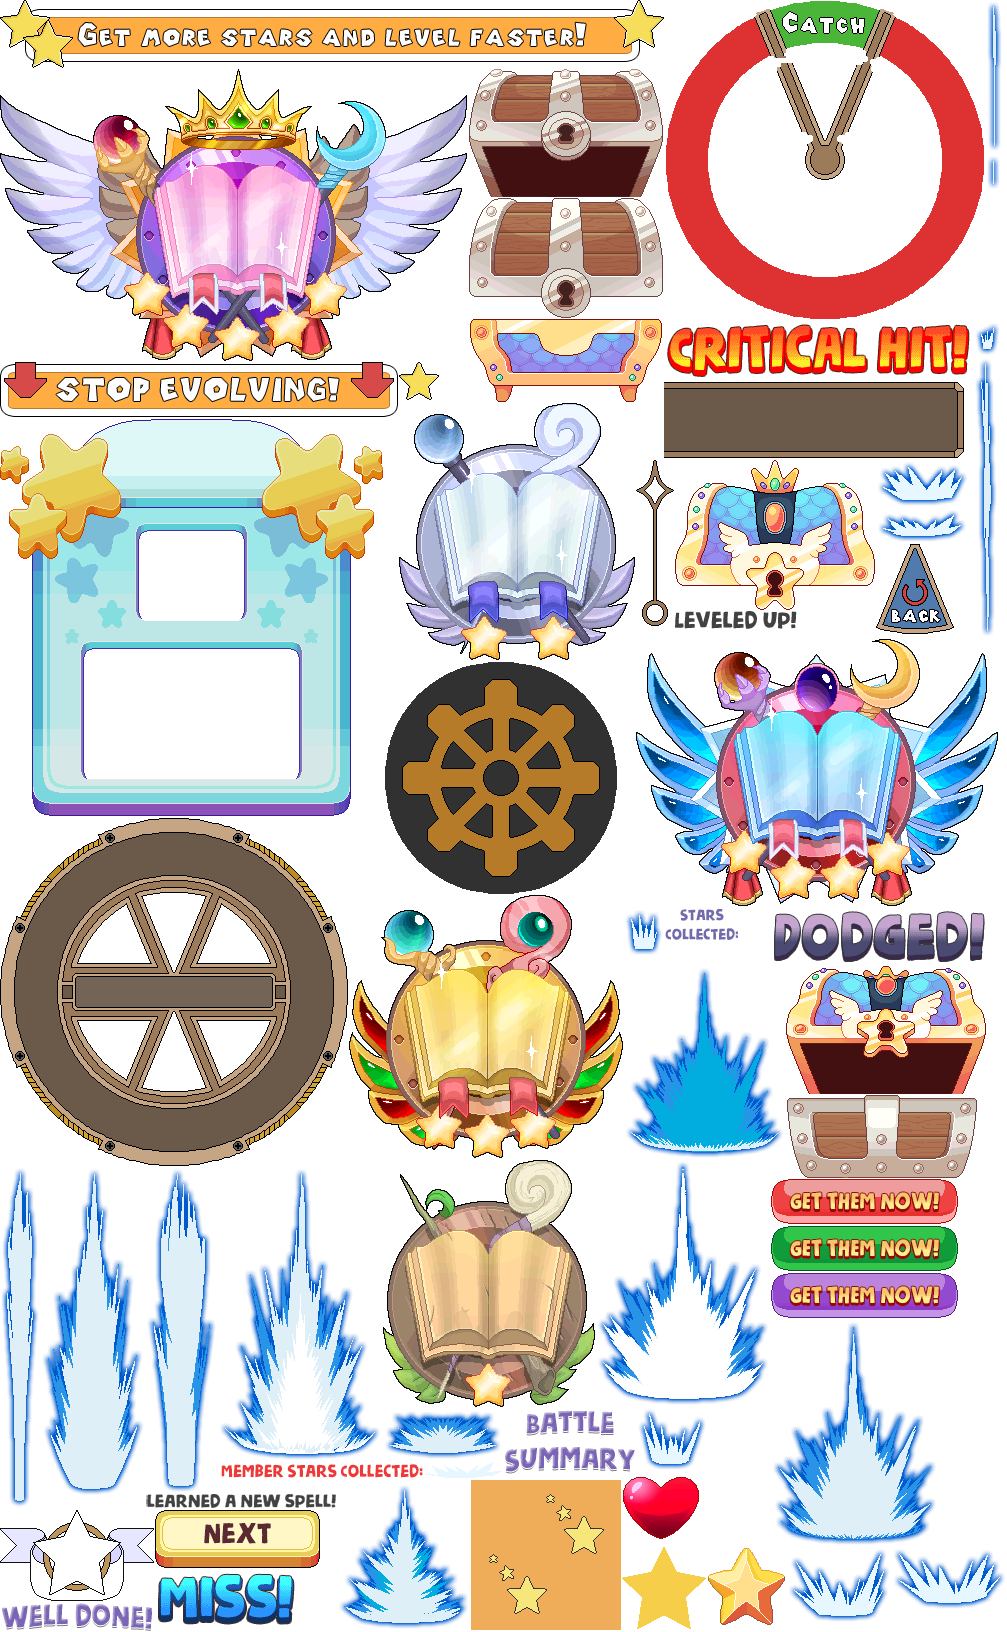 GET MORE STARS AND LEVEL FASTER!
CATCH
CRITICAL HIT!
STOP EVOLVING!
LEVELED UP!
BACK
STARS
COLLECTED:
DODGED!
GET THEM NOW!
GET THEM NOW!
GET THEM NOW!
BATTLE
SUMMARY
MEMBER STARS COLLECTED:
LEARNED A NEW SPELL!
NEXT
MISS!
WELL DONE!